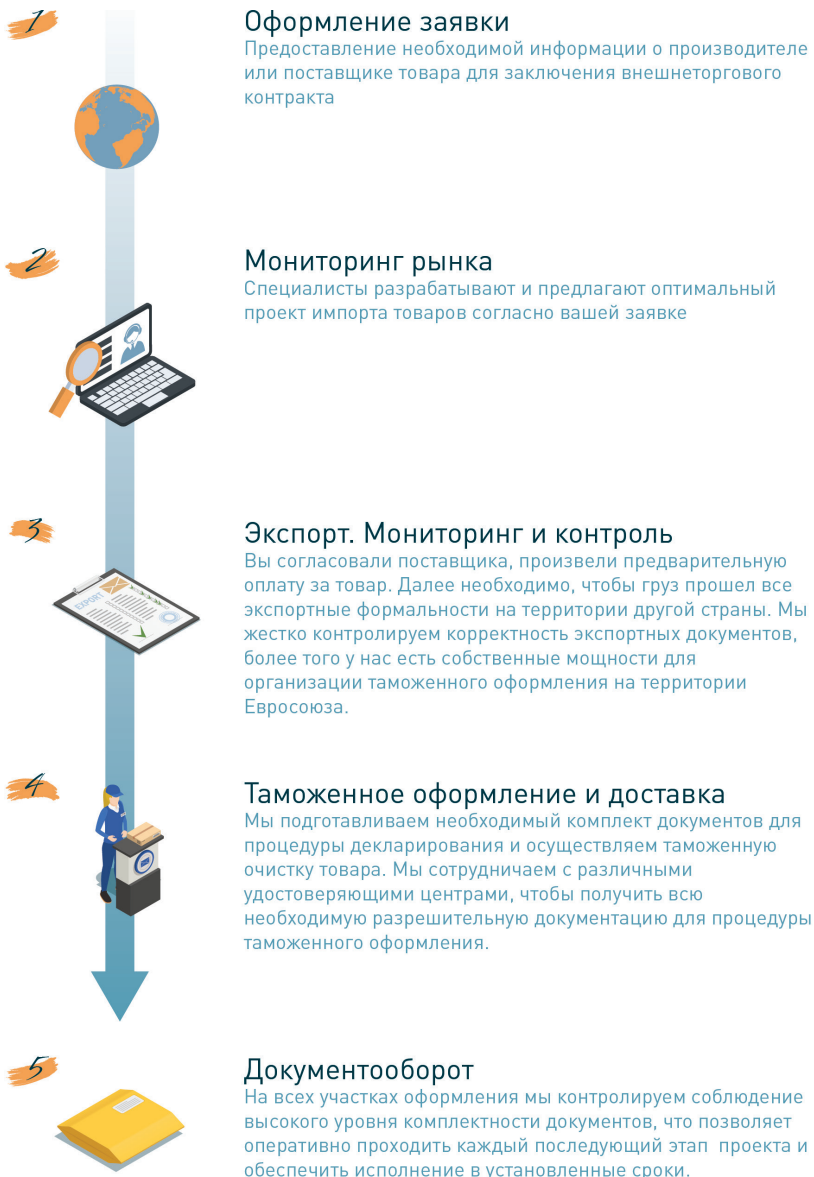 1
Оформление заявки
Предоставление необходимой информации о производителе
или поставщике товара для заключения внешнеторгового
контракта
2
Мониторинг рынка
Специалисты разрабатывают и предлагают оптимальный
проект импорта товаров согласно вашей заявке
3
Экспорт. Мониторинг и контроль
Вы согласовали поставщика, произвели предварительную
оплату за товар. Далее необходимо, чтобы груз прошел все
экспортные формальности на территории другой страны. Мы
жестко контролируем корректность экспортных документов,
более того у нас есть собственные мощности для
организации таможенного оформления на территории
Евросоюза.
EXPORT
4
Таможенное оформление и доставка
Мы подготавливаем необходимый комплект документов для
процедуры декларирования и осуществляем таможенную
очистку товара. Мы сотрудничаем с различными
удостоверяющими центрами, чтобы получить всю
необходимую разрешительную документацию для процедуры
таможенного оформления.
5
Документооборот
На всех участках оформления мы контролируем соблюдение
высокого уровня комплектности документов, что позволяет
оперативно проходить каждый последующий этап проекта и
обеспечить исполнение в установленные сроки.